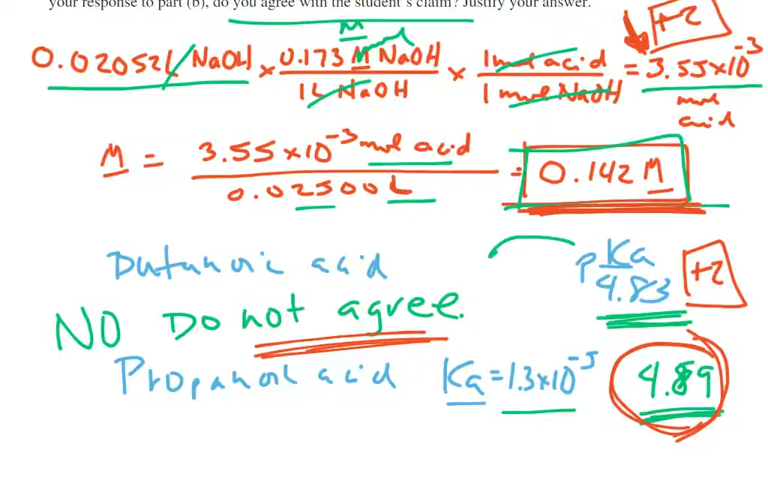 your response to part (b), do you agree with the student's claim? Justify your answer.
+2
M
0.02052 L NaOH × 0.173 M mol NaOH / 1 L NaOH × 1 mol acid / 1 mol NaOH = 3.55×10⁻³ mol acid
M = 3.55×10⁻³ mol acid / 0.02500 L = 0.142 M
Butanoic acid pKa 4.83 +2
NO Do not agree.
Propanoic acid Ka = 1.3×10⁻⁵ 4.89